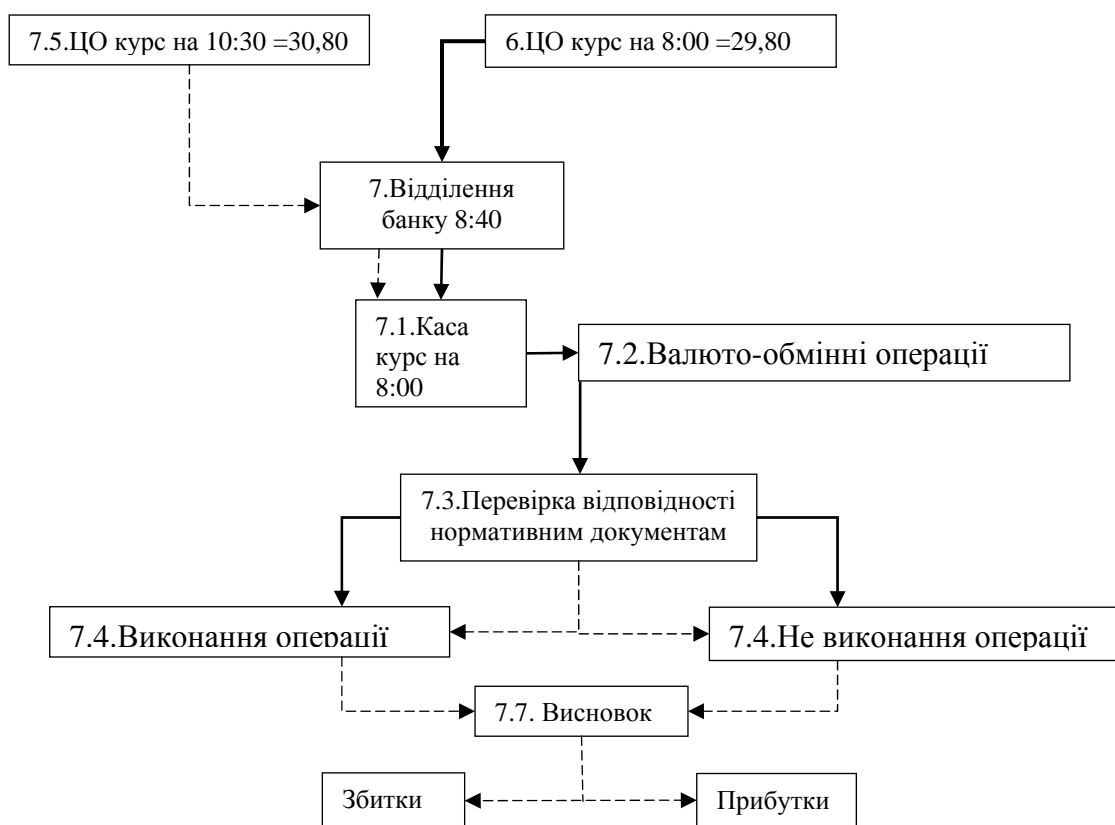 7.5.ЦО курс на 10:30 =30,80
6.ЦО курс на 8:00 =29,80
7.Відділення
банку 8:40
7.1.Каса
курс на
8:00
7.2.Валюто-обмінні операції
7.3.Перевірка відповідності
нормативним документам
7.4.Виконання операції
7.4.Не виконання операції
7.7. Висновок
Збитки
Прибутки